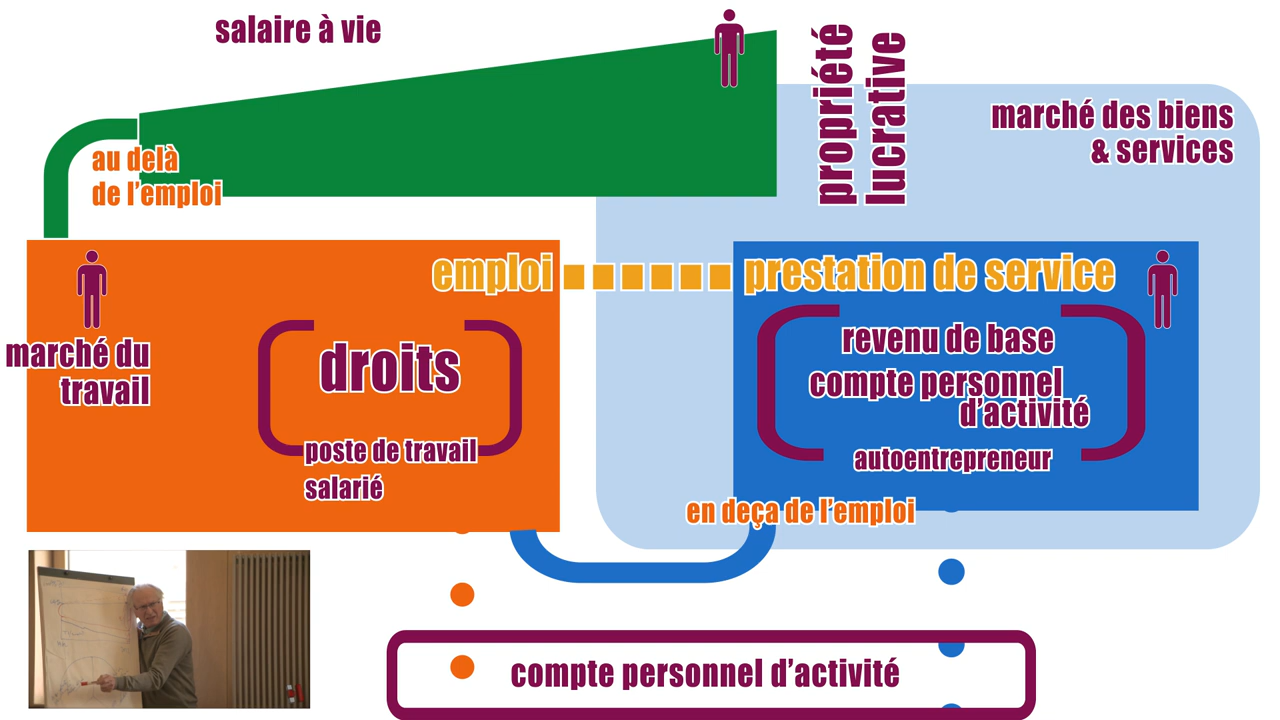 salaire à vie
propriété
lucrative
marché des biens
& services
au delà
de l'emploi
emploi
prestation de service
marché du
travail
droits
poste de travail
salarié
revenu de base
compte personnel
d'activité
autoentrepreneur
en deça de l'emploi
compte personnel d'activité